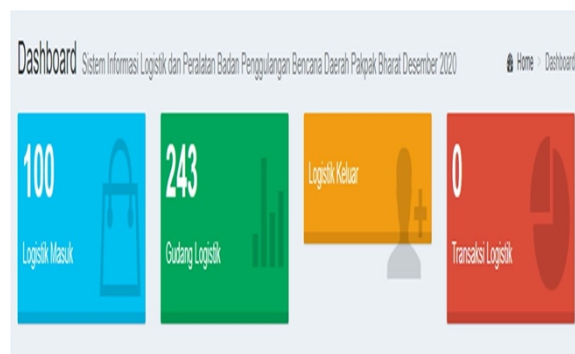 Dashboard Sistem Informasi Logistik dan Peralatan Badan Penggulangan Bencana Daerah Pakpak Bharat Desember 2020
Home > Dashboard
100
Logistik Masuk
243
Gudang Logistik
Logistik Keluar
0
Transaksi Logistik